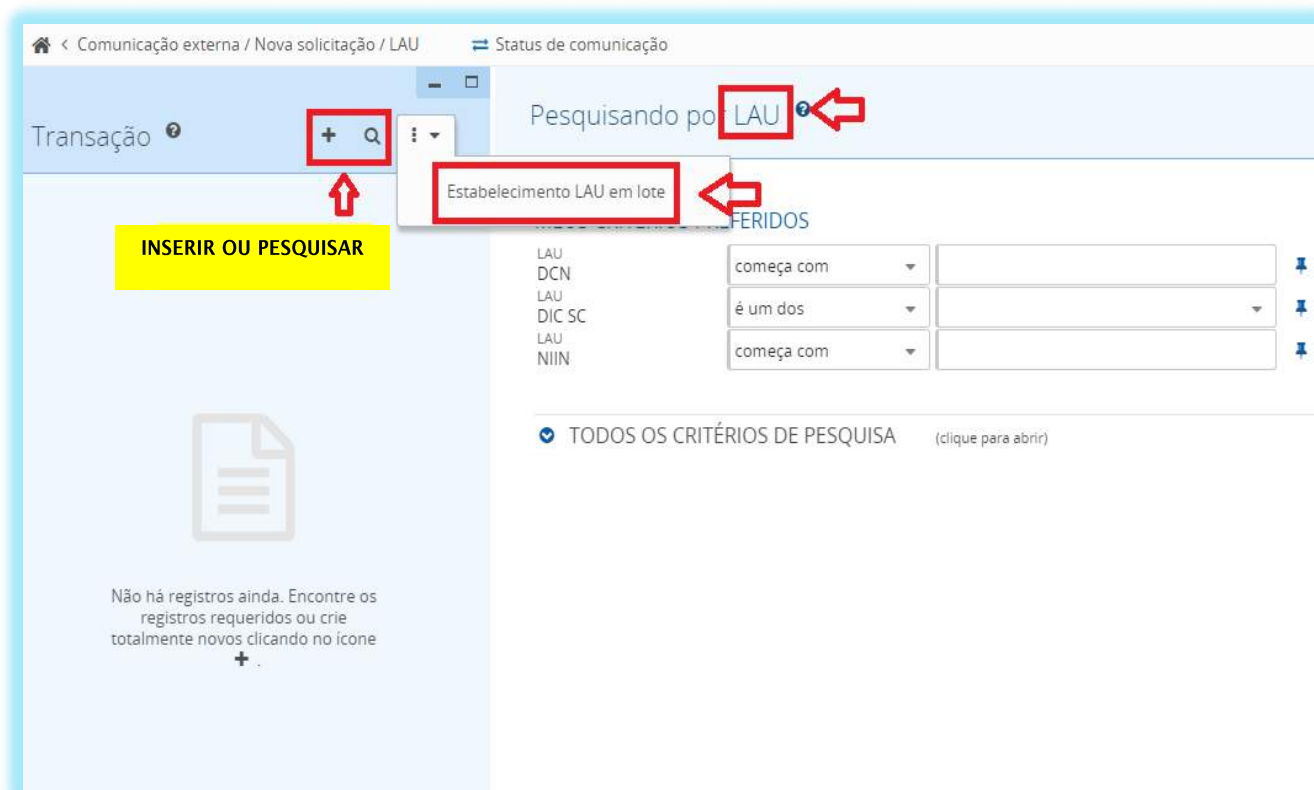 < Comunicação externa / Nova solicitação / LAU
Status de comunicação
Transação
Pesquisando por LAU
Estabelecimento LAU em lote
INSERIR OU PESQUISAR
LAU
DCN
começa com
LAU
DIC SC
é um dos
LAU
NIIN
começa com
TODOS OS CRITÉRIOS DE PESQUISA (clique para abrir)
Não há registros ainda. Encontre os
registros requeridos ou crie
totalmente novos clicando no ícone
+ .